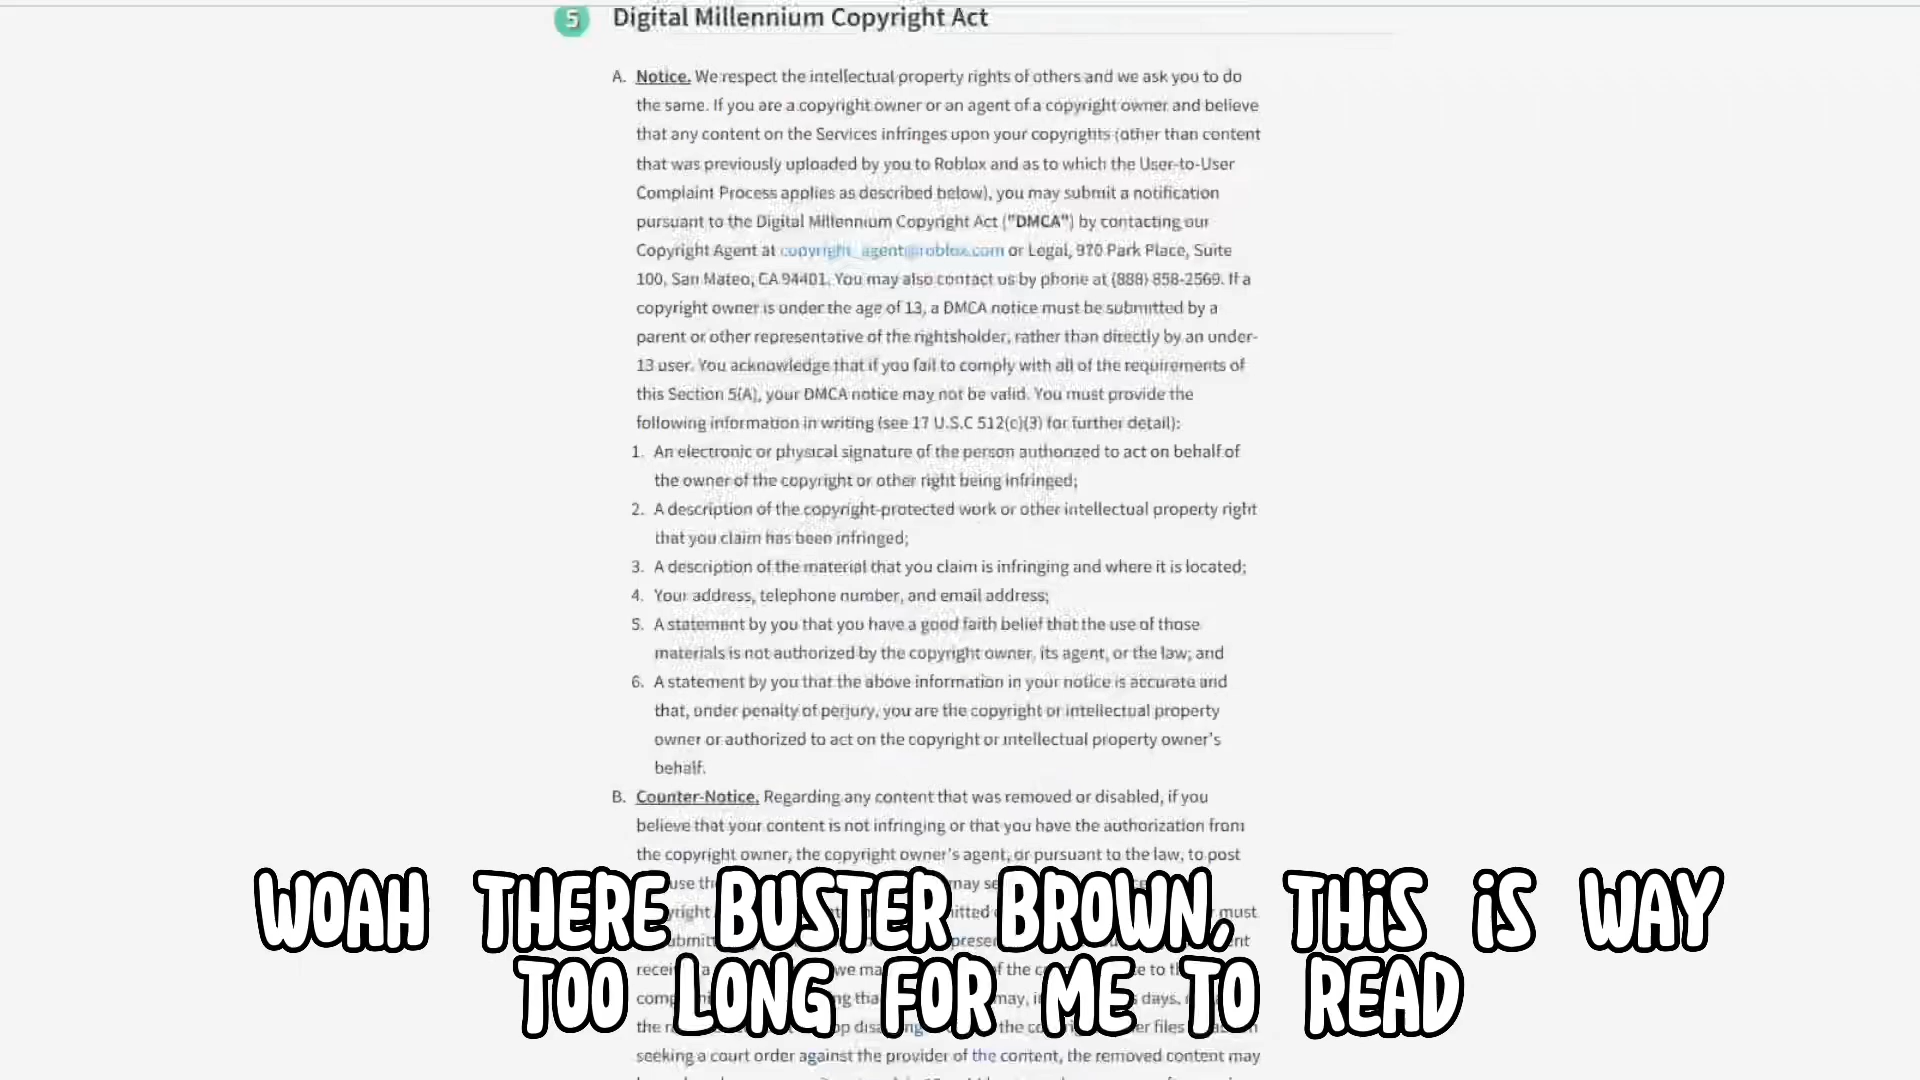 5 Digital Millennium Copyright Act
A. Notice. We respect the intellectual property rights of others and we ask you to do
the same. If you are a copyright owner or an agent of a copyright owner and believe
that any content on the Services infringes upon your copyrights (other than content
that was previously uploaded by you to Roblox and as to which the User-to-User
Complaint Process applies as described below), you may submit a notification
pursuant to the Digital Millennium Copyright Act ("DMCA") by contacting our
Copyright Agent at copyright_agent@roblox.com or Legal, 970 Park Place, Suite
100, San Mateo, CA 94401. You may also contact us by phone at (888) 858-2569. If a
copyright owner is under the age of 13, a DMCA notice must be submitted by a
parent or other representative of the rightsholder, rather than directly by an under-
13 user. You acknowledge that if you fail to comply with all of the requirements of
this Section 5(A), your DMCA notice may not be valid. You must provide the
following information in writing (see 17 U.S.C 512(c)(3) for further detail):
1. An electronic or physical signature of the person authorized to act on behalf of
the owner of the copyright or other right being infringed;
2. A description of the copyright-protected work or other intellectual property right
that you claim has been infringed;
3. A description of the material that you claim is infringing and where it is located;
4. Your address, telephone number, and email address;
5. A statement by you that you have a good faith belief that the use of those
materials is not authorized by the copyright owner, its agent, or the law; and
6. A statement by you that the above information in your notice is accurate and
that, under penalty of perjury, you are the copyright or intellectual property
owner or authorized to act on the copyright or intellectual property owner's
behalf.
B. Counter-Notice. Regarding any content that was removed or disabled, if you
believe that your content is not infringing or that you have the authorization from
the copyright owner, the copyright owner's agent, or pursuant to the law, to post
may
must
WOAH THERE BUSTER BROWN, THIS IS WAY
TOO LONG FOR ME TO READ
seeking a court order against the provider of the content, the removed content may